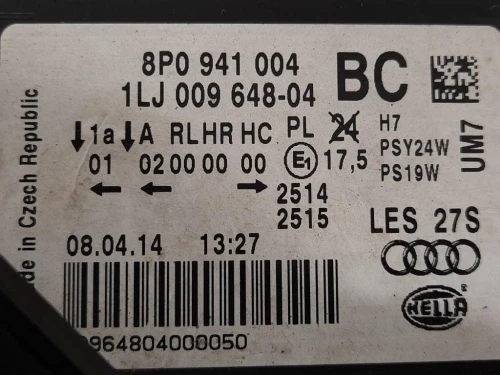 8P0 941 004 BC
1LJ 009 648-04
1a A RL HR HC PL 24 H7
01 02 00 00 00 E1 17,5 PSY24W
PS19W
UM7
2514
2515
LES 27S
08.04.14 13:27
in Czech Republic
HELLA
964804000050